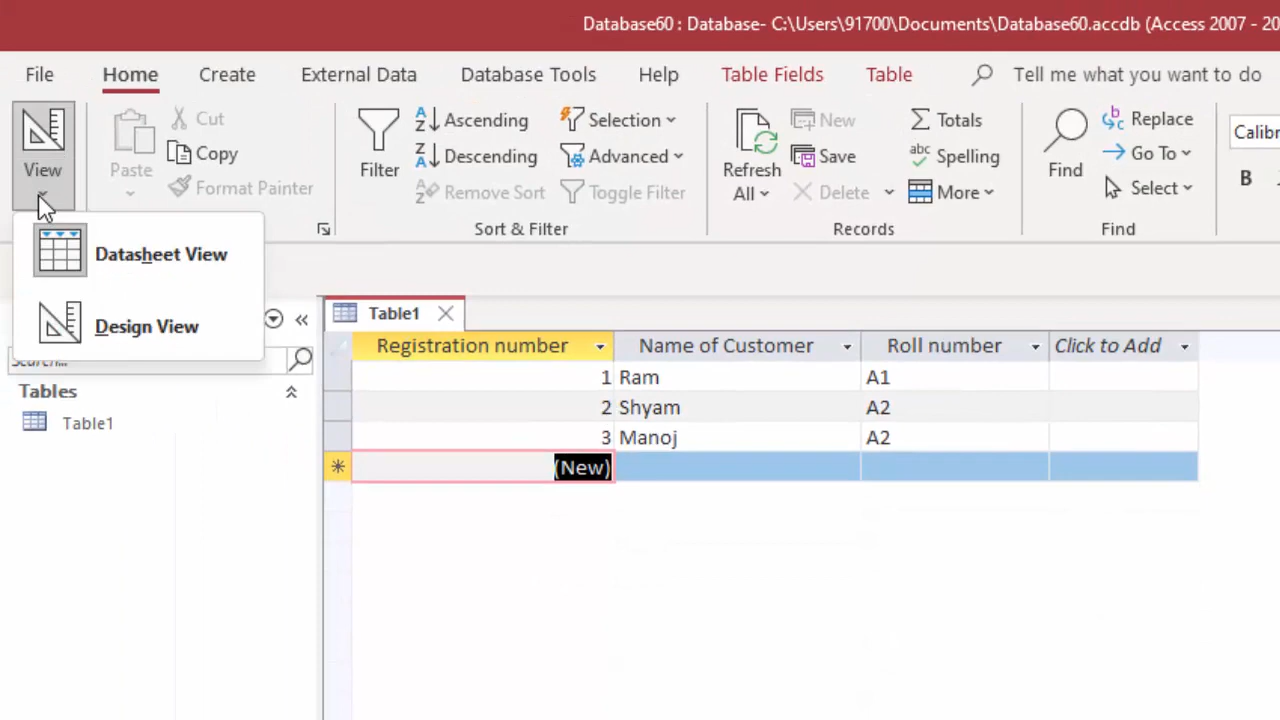 Database60 : Database- C:\Users\91700\Documents\Database60.accdb (Access 2007 - 20
File Home Create External Data Database Tools Help Table Fields Table Tell me what you want to do
View
Paste
Cut
Copy
Format Painter
Filter
Ascending
Descending
Remove Sort
Selection
Advanced
Toggle Filter
Sort & Filter
Refresh
All
New
Save
Delete
Totals
Spelling
More
Records
Find
Replace
Go To
Select
Find
Calibr
B
Datasheet View
Design View
Tables
Table1
Table1
Registration number Name of Customer Roll number Click to Add
1 Ram A1
2 Shyam A2
3 Manoj A2
(New)